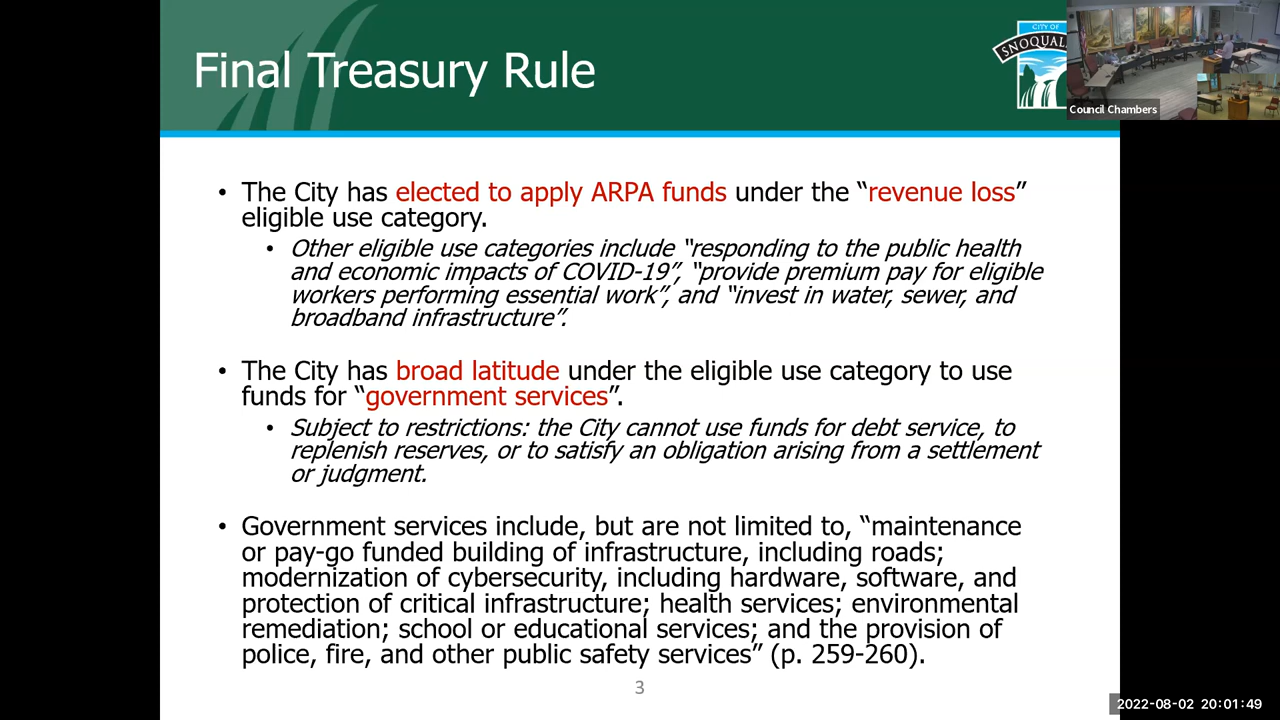 Final Treasury Rule
CITY OF
Council Chambers
• The City has elected to apply ARPA funds under the “revenue loss”
eligible use category.
• Other eligible use categories include “responding to the public health
and economic impacts of COVID-19”, “provide premium pay for eligible
workers performing essential work”, and “invest in water, sewer, and
broadband infrastructure”.
• The City has broad latitude under the eligible use category to use
funds for “government services”.
• Subject to restrictions: the City cannot use funds for debt service, to
replenish reserves, or to satisfy an obligation arising from a settlement
or judgment.
• Government services include, but are not limited to, “maintenance
or pay-go funded building of infrastructure, including roads;
modernization of cybersecurity, including hardware, software, and
protection of critical infrastructure; health services; environmental
remediation; school or educational services; and the provision of
police, fire, and other public safety services” (p. 259-260).
3
2022-08-02 20:01:49